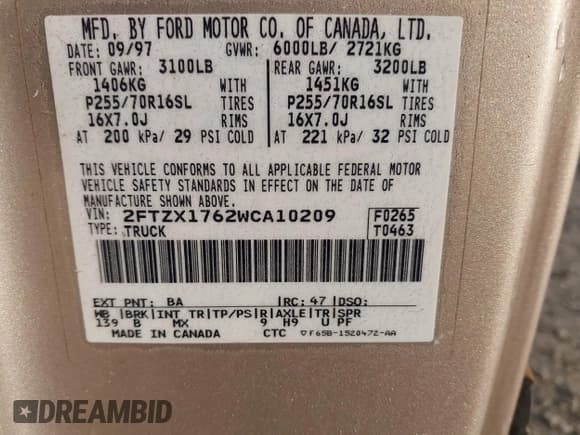 MFD. BY FORD MOTOR CO. OF CANADA, LTD.
DATE: 09/97 GVWR: 6000LB/ 2721KG
FRONT GAWR: 3100LB REAR GAWR: 3200LB
1406KG WITH 1451KG WITH
P255/70R16SL TIRES P255/70R16SL TIRES
16X7.0J RIMS 16X7.0J RIMS
AT 200 kPa/ 29 PSI COLD AT 221 kPa/ 32 PSI COLD
THIS VEHICLE CONFORMS TO ALL APPLICABLE FEDERAL MOTOR
VEHICLE SAFETY STANDARDS IN EFFECT ON THE DATE OF
MANUFACTURE SHOWN ABOVE.
VIN: 2FTZX1762WCA10209 F0265
TYPE: TRUCK T0463
EXT PNT: BA RC: 47 DSO:
WB BRK INT TR TP/PS R AXLE TR SPR
139 B MX 9 H9 U PF
MADE IN CANADA CTC F65B-1520472-AA
DREAMBID